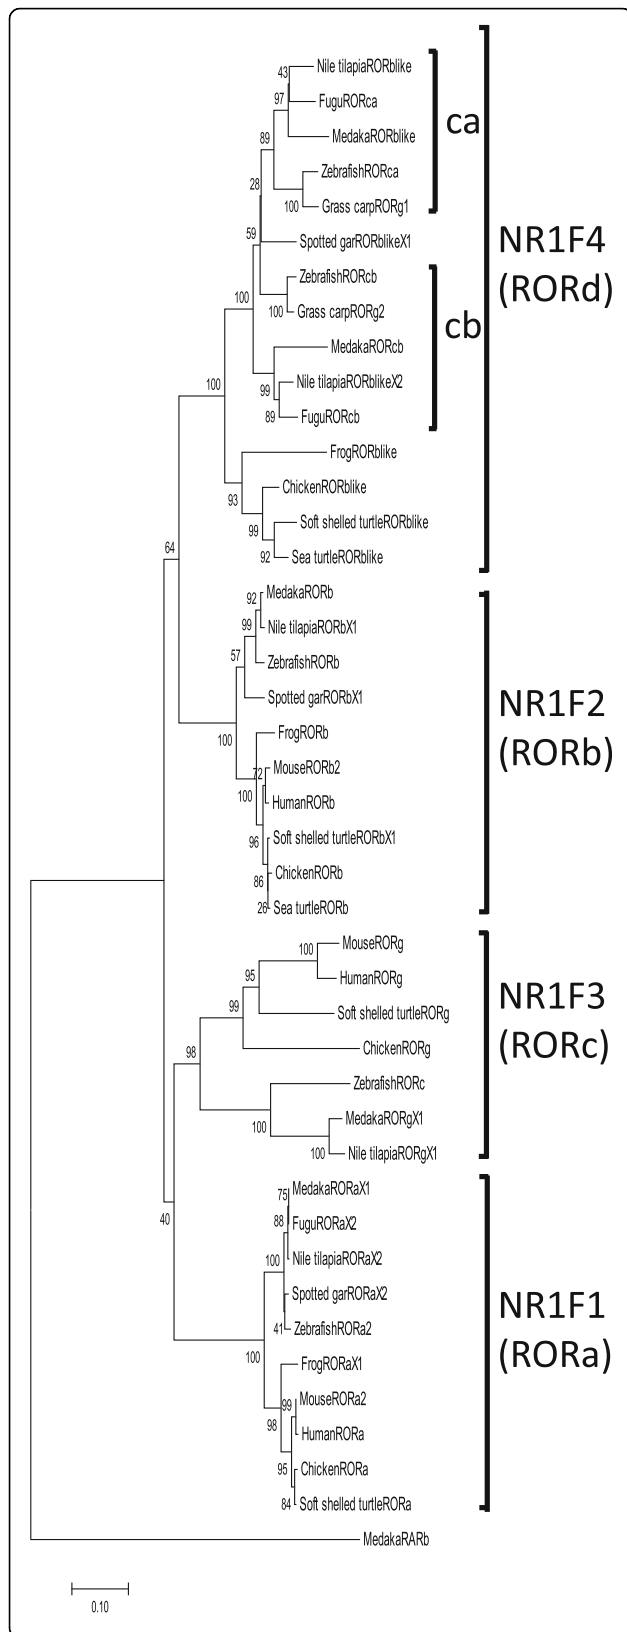 Nile tilapiaRORblike
43
FuguRORca
97
ca
MedakaRORblike
89
ZebrafishRORca
28
100
Grass carpRORg1
NR1F4
(RORd)
59
Spotted garRORblikeX1
ZebrafishRORcb
100
100
Grass carpRORg2
cb
MedakaRORcb
99
Nile tilapiaRORblikeX2
100
89
FuguRORcb
FrogRORblike
93
ChickenRORblike
99
Soft shelled turtleRORblike
92
Sea turtleRORblike
64
92
MedakaRORb
99
Nile tilapiaRORbX1
57
ZebrafishRORb
Spotted garRORbX1
NR1F2
(RORb)
100
FrogRORb
72
MouseRORb2
100
HumanRORb
96
Soft shelled turtleRORbX1
86
ChickenRORb
26
Sea turtleRORb
100
MouseRORg
95
HumanRORg
99
Soft shelled turtleRORg
NR1F3
(RORc)
98
ChickenRORg
ZebrafishRORc
100
MedakaRORgX1
100
Nile tilapiaRORgX1
75
MedakaRORaX1
40
88
FuguRORaX2
100
Nile tilapiaRORaX2
Spotted garRORaX2
NR1F1
(RORa)
41
ZebrafishRORa2
100
FrogRORaX1
99
MouseRORa2
98
HumanRORa
95
ChickenRORa
84
Soft shelled turtleRORa
MedakaRARb
0.10